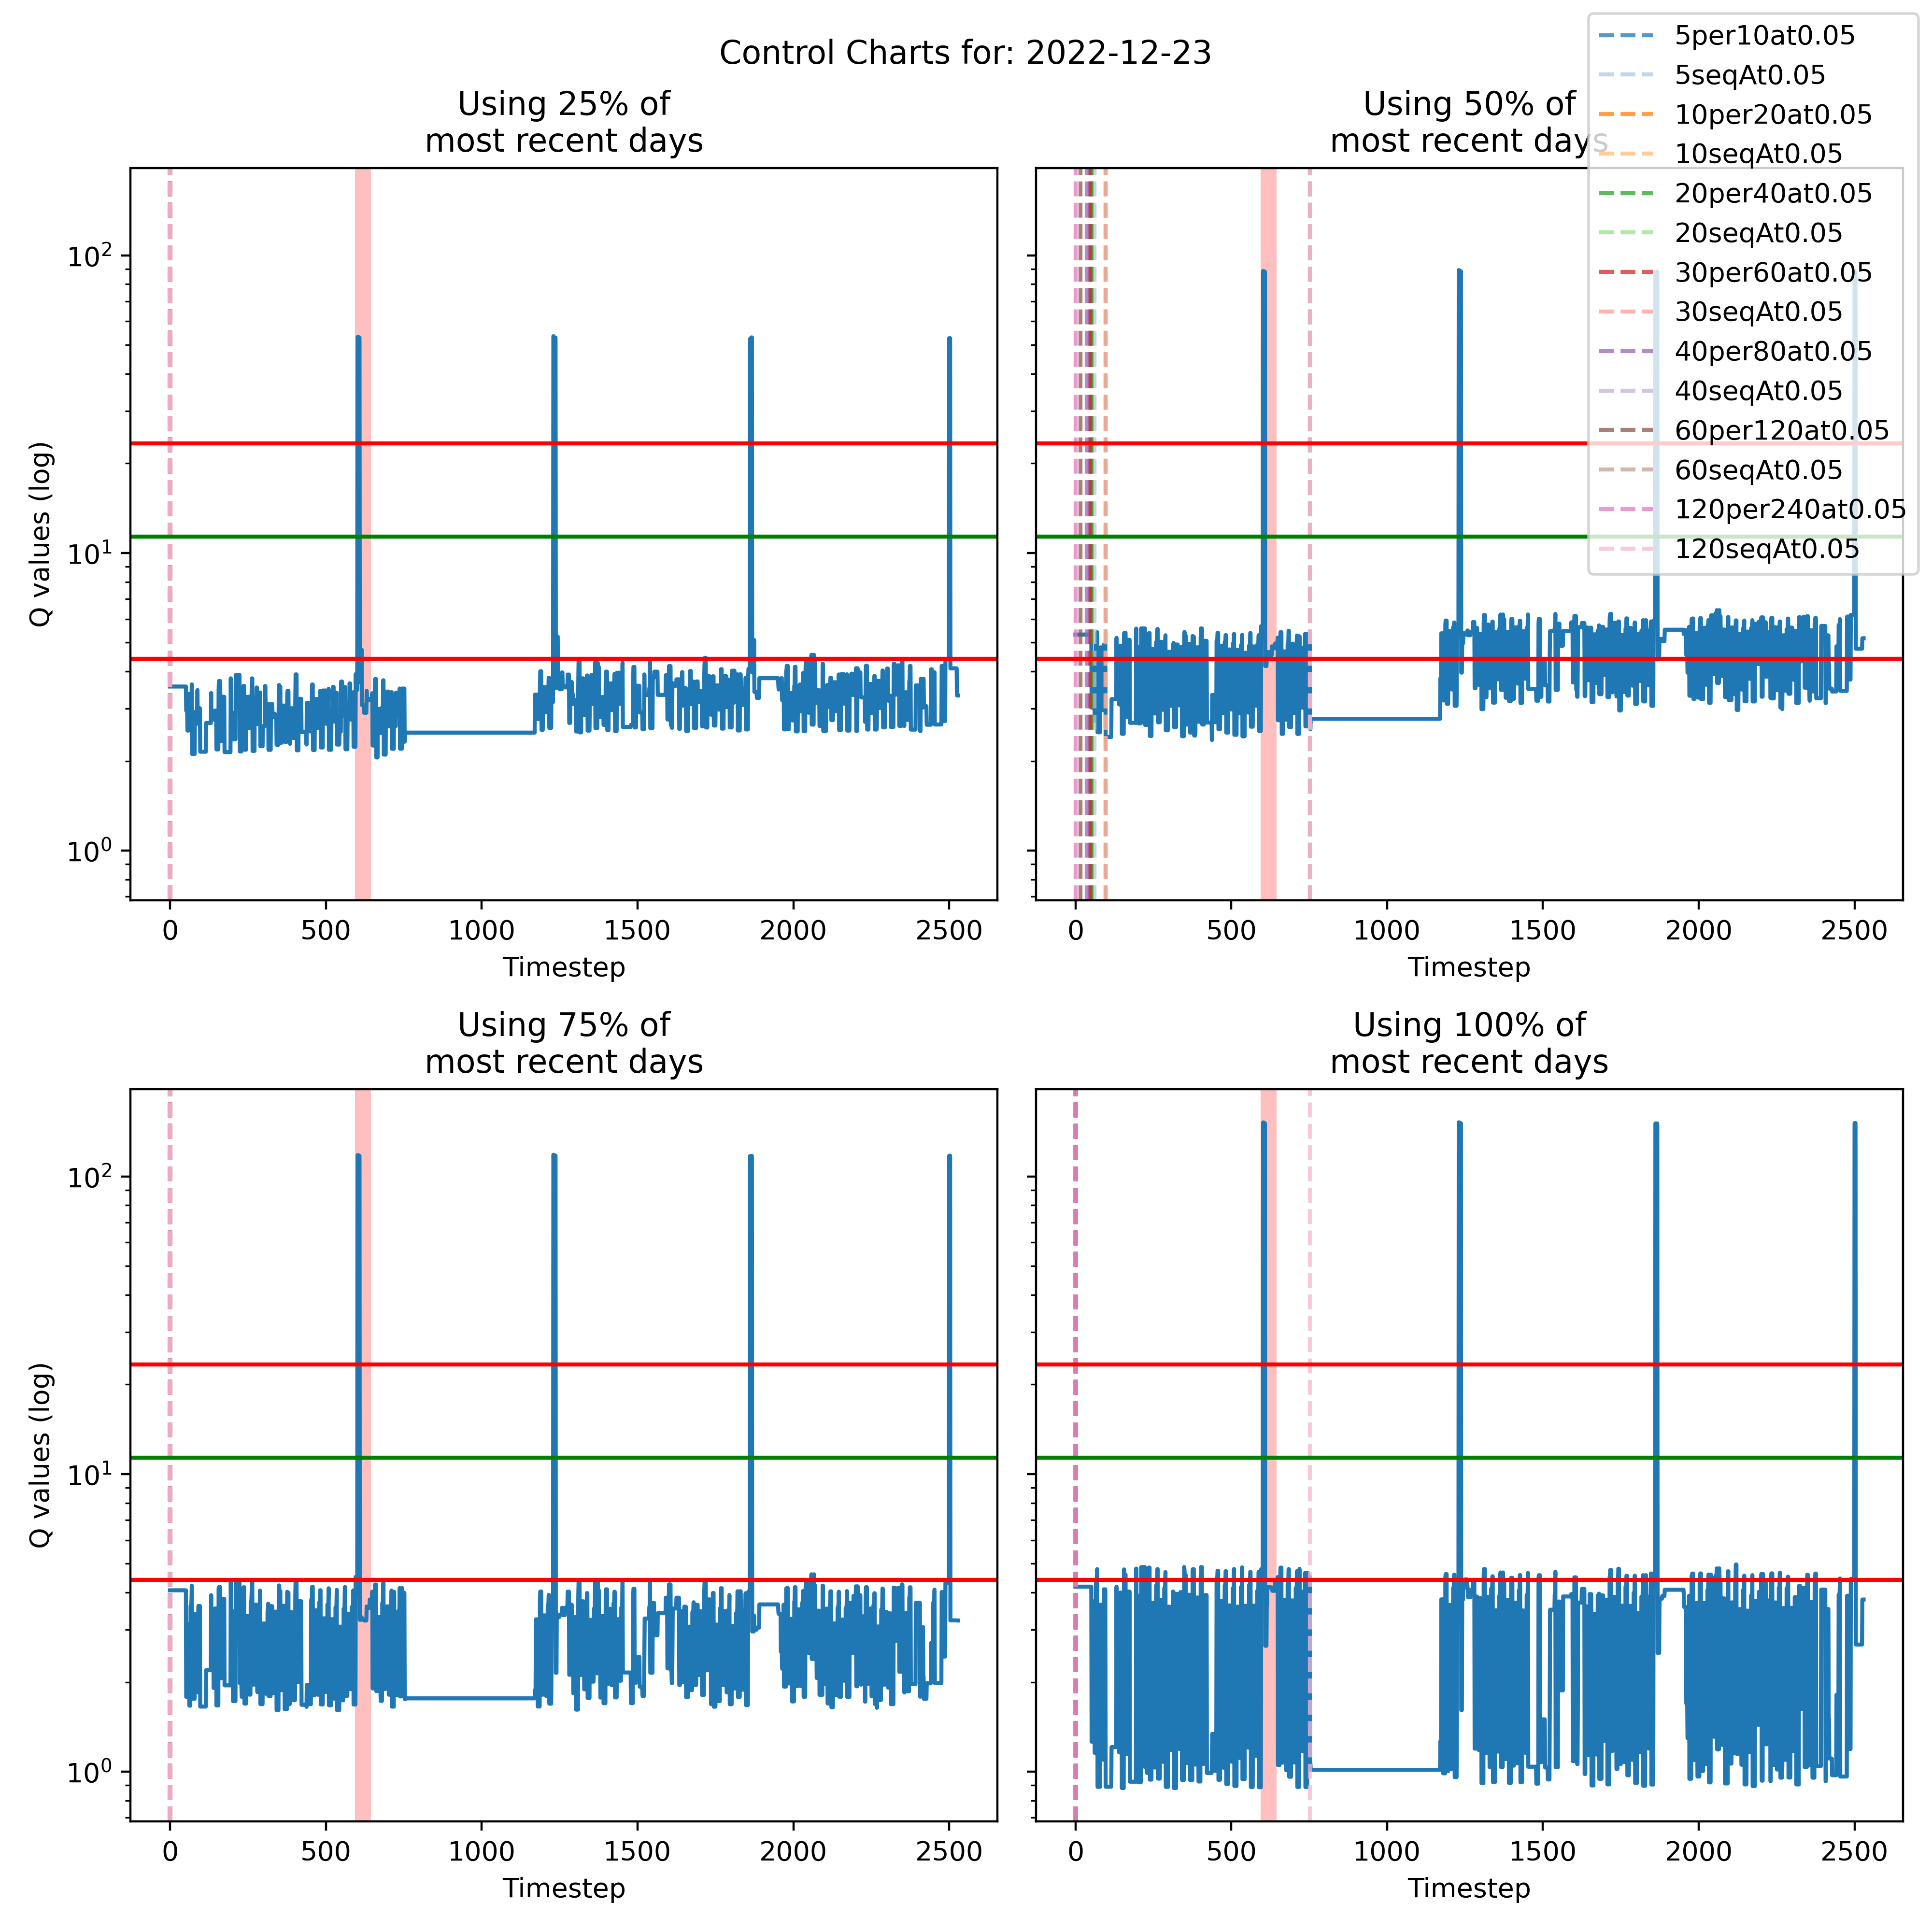 Control Charts for: 2022-12-23
5per10at0.05
5seqAt0.05
10per20at0.05
10seqAt0.05
20per40at0.05
20seqAt0.05
30per60at0.05
30seqAt0.05
40per80at0.05
40seqAt0.05
60per120at0.05
60seqAt0.05
120per240at0.05
120seqAt0.05
Using 25% of
most recent days
Q values (log)
10²
10¹
10⁰
0 500 1000 1500 2000 2500
Timestep
Using 50% of
most recent days
0 500 1000 1500 2000 2500
Timestep
Using 75% of
most recent days
Q values (log)
10²
10¹
10⁰
0 500 1000 1500 2000 2500
Timestep
Using 100% of
most recent days
0 500 1000 1500 2000 2500
Timestep